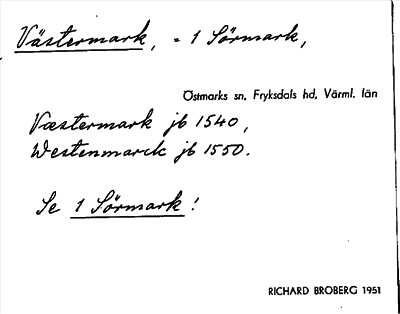 Västermark, = 1 Sörmark,
Östmarks sn, Fryksdals hd, Värml. län
Væstermark jb 1540,
Westenmarck jb 1550.
Se 1 Sörmark!
RICHARD BROBERG 1951